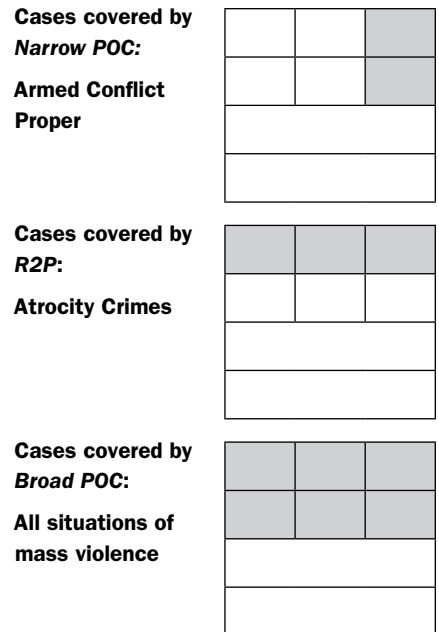 Cases covered by
Narrow POC:
Armed Conflict
Proper
Cases covered by
R2P:
Atrocity Crimes
Cases covered by
Broad POC:
All situations of
mass violence